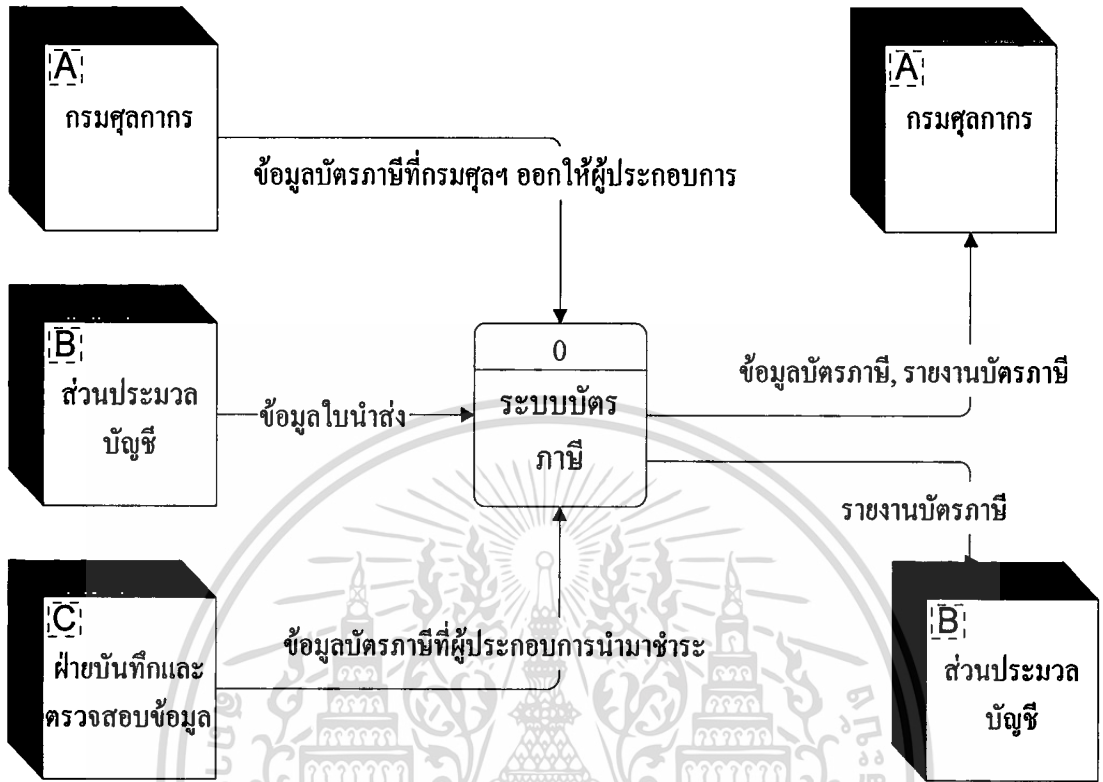 A
กรมศุลกากร
A
กรมศุลกากร
ข้อมูลบัตรภาษีที่กรมศุลฯ ออกให้ผู้ประกอบการ
B
ส่วนประมวล
บัญชี
ข้อมูลใบนำส่ง
0
ระบบบัตร
ภาษี
ข้อมูลบัตรภาษี, รายงานบัตรภาษี
รายงานบัตรภาษี
C
ฝ่ายบันทึกและ
ตรวจสอบข้อมูล
ข้อมูลบัตรภาษีที่ผู้ประกอบการนำมาชำระ
B
ส่วนประมวล
บัญชี